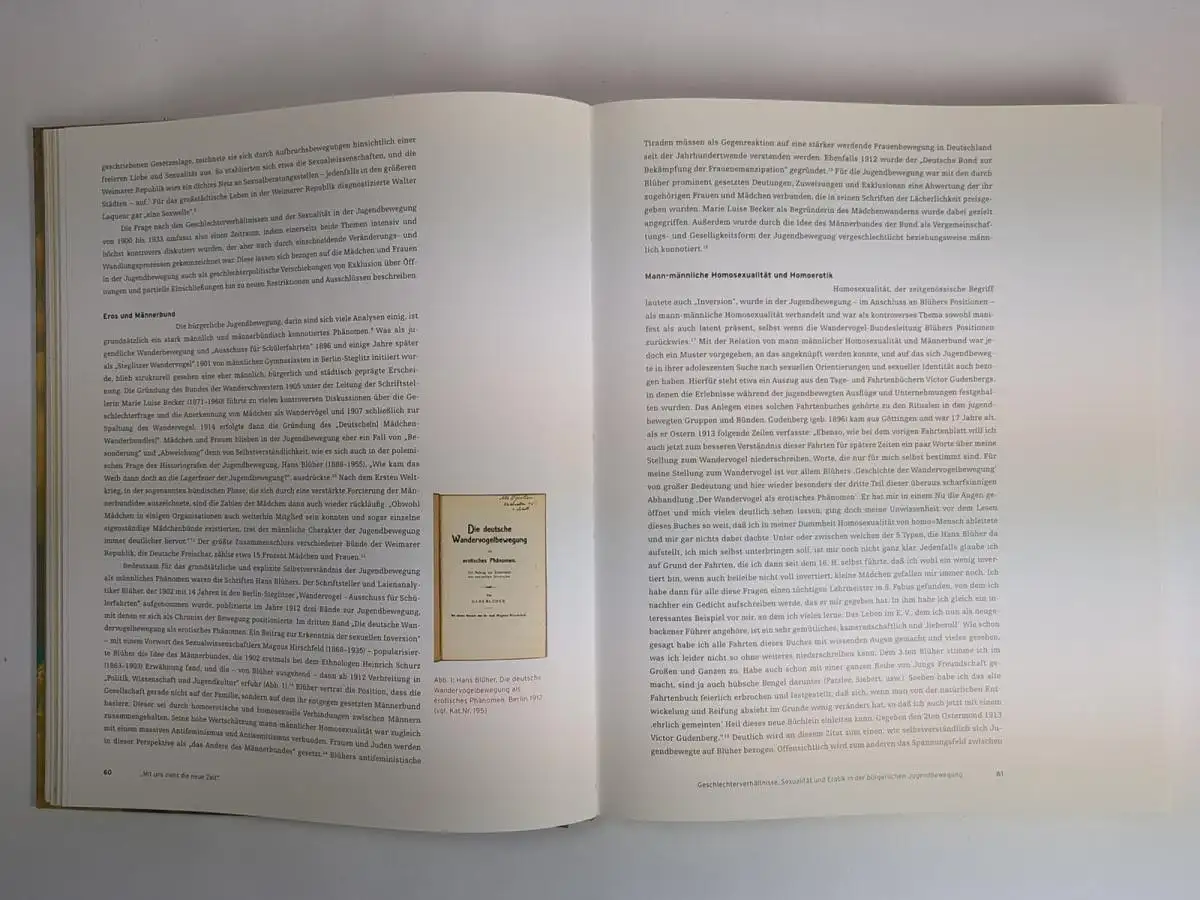 geschriebenen Gesetzeslage, zeichnete sie sich durch Aufbruchsbewegungen hinsichtlich einer
freieren Liebe und Sexualität aus. So etablierten sich etwa die Sexualwissenschaften, und die
Weimarer Republik wies ein dichtes Netz an Sexualberatungsstellen – jedenfalls in den größeren
Städten – auf. Für das großstädtische Leben in der Weimarer Republik diagnostizierte Walter
Laqueur gar „eine Sexwelle“.
Die Frage nach den Geschlechterverhältnissen und der Sexualität in der Jugendbewegung
von 1900 bis 1933 umfasst also einen Zeitraum, indem einerseits beide Themen intensiv und
höchst kontrovers diskutiert wurden, der aber auch durch einschneidende Veränderungs- und
Wandlungsprozesse gekennzeichnet war. Diese lassen sich bezogen auf die Mädchen und Frauen
in der Jugendbewegung auch als geschlechterpolitische Verschiebungen von Exklusion über Öff-
nungen und partielle Einschließungen bis zu neuen Restriktionen und Ausschlüssen beschreiben.
Eros und Männerbund
Die bürgerliche Jugendbewegung, darin sind sich viele Analysen einig, ist
grundsätzlich ein stark männlich und männerbündisch konnotiertes Phänomen.⁹ Was als ju-
gendliche Wanderbewegung und „Ausschuss für Schülerfahrten“ 1896 und einige Jahre später
als „Steglitzer Wandervogel“ 1901 von männlichen Gymnasiasten in Berlin-Steglitz initiiert wur-
de, blieb strukturell gesehen eine eher männlich, bürgerlich und städtisch geprägte Erschei-
nung. Die Gründung des Bundes der Wanderschwestern 1905 unter der Leitung der Schriftstel-
lerin Marie Luise Becker (1871–1960) führte zu vielen kontroversen Diskussionen über die Ge-
schlechterfrage und die Anerkennung von Mädchen als Wandervögel und 1907 schließlich zur
Spaltung des Wandervogel. 1914 erfolgte dann die Gründung des „Deutsche[n] Mädchen-
Wanderbundes“. Mädchen und Frauen blieben in der Jugendbewegung eher ein Fall von „Be-
sonderung“ und „Abweichung“ denn von Selbstverständlichkeit, wie es sich auch in der polemi-
schen Frage des Historiografen der Jugendbewegung, Hans Blüher (1888–1955), „Wie kam das
Weib dann doch an die Lagerfeuer der Jugendbewegung?“, ausdrückte.¹⁰ Nach dem Ersten Welt-
krieg, in der sogenannten bündischen Phase, die sich durch eine verstärkte Forcierung der Män-
nerbundidee auszeichnete, sind die Zahlen der Mädchen dann auch wieder rückläufig: „Obwohl
Mädchen in einigen Organisationen auch weiterhin Mitglied sein konnten und sogar einzelne
eigenständige Mädchenbünde existierten, trat der männliche Charakter der Jugendbewegung
immer deutlicher hervor.“ Der größte Zusammenschluss verschiedener Bünde der Weimarer
Republik, die Deutsche Freischar, zählte etwa 15 Prozent Mädchen und Frauen.
Bedeutsam für das grundsätzliche und explizite Selbstverständnis der Jugendbewegung
als männliches Phänomen waren die Schriften Hans Blühers. Der Schriftsteller und Laienanaly-
tiker Blüher, der 1902 mit 14 Jahren in den Berlin-Steglitzer „Wandervogel – Ausschuss für Schü-
lerfahrten“ aufgenommen wurde, publizierte im Jahre 1912 drei Bände zur Jugendbewegung,
mit denen er sich als Chronist der Bewegung positionierte. Im dritten Band „Die deutsche Wan-
dervogelbewegung als erotisches Phänomen. Ein Beitrag zur Erkenntnis der sexuellen Inversion“
– mit einem Vorwort des Sexualwissenschaftlers Magnus Hirschfeld (1868–1935) – popularisier-
te Blüher die Idee des Männerbundes, die 1902 erstmals bei dem Ethnologen Heinrich Schurz
(1863–1903) Erwähnung fand, und die – von Blüher ausgehend – dann ab 1912 Verbreitung in
„Politik, Wissenschaft und Jugendkultur“ erfuhr (Abb. 1). Blüher vertrat die Position, dass die
Gesellschaft gerade nicht auf der Familie, sondern auf dem ihr entgegen gesetzten Männerbund
basiere. Dieser sei durch homoerotische und homosexuelle Verbindungen zwischen Männern
zusammengehalten. Seine hohe Wertschätzung mann männlicher Homosexualität war zugleich
mit einem massiven Antifeminismus und Antisemitismus verbunden. Frauen und Juden werden
in dieser Perspektive als „das Andere des Männerbundes“ gesetzt. Blühers antifeministische
60 „Mit uns zieht die neue Zeit“
Die deutsche
Wandervogelbewegung
erotisches Phänomen.
Abb. 1: Hans Blüher, Die deutsche
Wandervogelbewegung als
erotisches Phänomen, Berlin 1912
(vgl. Kat.Nr. 195)
Tiraden müssen als Gegenreaktion auf eine stärker werdende Frauenbewegung in Deutschland
seit der Jahrhundertwende verstanden werden. Ebenfalls 1912 wurde der „Deutsche Bund zur
Bekämpfung der Frauenemanzipation“ gegründet. Für die Jugendbewegung war mit den durch
Blüher prominent gesetzten Deutungen, Zuweisungen und Exklusionen eine Abwertung der ihr
zugehörigen Frauen und Mädchen verbunden, die in seinen Schriften der Lächerlichkeit preisge-
geben wurden. Marie Luise Becker als Begründerin des Mädchenwanderns wurde dabei gezielt
angegriffen. Außerdem wurde durch die Idee des Männerbundes der Bund als Vergemeinschaf-
tungs- und Geselligkeitsform der Jugendbewegung vergeschlechtlicht beziehungsweise männ-
lich konnotiert.¹⁶
Mann-männliche Homosexualität und Homoerotik
Homosexualität, der zeitgenössische Begriff
lautete auch „Inversion“, wurde in der Jugendbewegung – im Anschluss an Blühers Positionen –
als mann-männliche Homosexualität verhandelt und war als kontroverses Thema sowohl mani-
fest als auch latent präsent, selbst wenn die Wandervogel-Bundesleitung Blühers Positionen
zurückwies.¹⁷ Mit der Relation von mann männlicher Homosexualität und Männerbund war je-
doch ein Muster vorgegeben, an das angeknüpft werden konnte, und auf das sich Jugendbeweg-
te in ihrer adoleszenten Suche nach sexuellen Orientierungen und sexueller Identität auch bezo-
gen haben. Hierfür steht etwa ein Auszug aus den Tage- und Fahrtenbüchern Victor Gudenbergs,
in denen die Erlebnisse während der jugendbewegten Ausflüge und Unternehmungen festgehal-
ten wurden. Das Anlegen eines solchen Fahrtenbuches gehörte zu den Ritualen in den jugend-
bewegten Gruppen und Bünden. Gudenberg (geb. 1896) kam aus Göttingen und war 17 Jahre alt,
als er Ostern 1913 folgende Zeilen verfasste: „Ebenso, wie bei dem vorigen Fahrtenblatt will ich
auch jetzt zum besseren Verständnis dieser Fahrten für spätere Zeiten ein paar Worte über meine
Stellung zum Wandervogel niederschreiben, Worte, die nur für mich selbst bestimmt sind. Für
meine Stellung zum Wandervogel ist vor allem Blühers ‚Geschichte der Wandervogelbewegung‘
von großer Bedeutung und hier wieder besonders der dritte Teil dieser überaus scharfsinnigen
Abhandlung ‚Der Wandervogel als erotisches Phänomen‘. Er hat mir in einem Nu die Augen ge-
öffnet und mich vieles deutlich sehen lassen; ging doch meine Unwissenheit vor dem Lesen
dieses Buches so weit, daß ich in meiner Dummheit Homosexualität von homo=Mensch ableitete
und mir gar nichts dabei dachte. Unter oder zwischen welchen der 5 Typen, die Hans Blüher da
aufstellt, ich mich selbst unterbringen soll, ist mir noch nicht ganz klar. Jedenfalls glaube ich
auf Grund der Fahrten, die ich dann seit dem 16. H. selbst führte, daß ich wohl ein wenig inver-
tiert bin, wenn auch beileibe nicht voll invertiert; kleine Mädchen gefallen mir immer noch. Ich
habe dann für alle diese Fragen einen tüchtigen Lehrmeister in S. Fabus gefunden, von dem ich
nachher ein Gedicht aufschreiben werde, das er mir gegeben hat. In ihm habe ich gleich ein in-
teressantes Beispiel vor mir, an dem ich vieles lerne. Das Leben im E.V., dem ich nun als neuge-
backener Führer angehöre, ist ein sehr gemütliches, kameradschaftlich und ‚liebevoll‘. Wie schon
gesagt habe ich alle Fahrten dieses Buches mit wissenden Augen gemacht und vieles gesehen,
was ich leider nicht so ohne weiteres niederschreiben kann. Dem 3.ten Blüher stimme ich im
Großen und Ganzen zu. Habe auch schon mit einer ganzen Reihe von Jungs Freundschaft ge-
macht, sind ja auch hübsche Bengel darunter (Patzler, Siebert, usw.). Soeben habe ich das alte
Fahrtenbuch feierlich erbrochen und festgestellt, daß sich, wenn man von der natürlichen Ent-
wickelung und Reifung absieht im Grunde wenig verändert hat, so daß ich auch jetzt mit einem
‚ehrlich gemeinten‘ Heil dieses neue Büchlein einleiten kann. Gegeben den 2ten Ostermond 1913
Victor Gudenberg.“¹⁸ Deutlich wird an diesem Zitat zum einen, wie selbstverständlich sich Ju-
gendbewegte auf Blüher bezogen. Offensichtlich wird zum anderen das Spannungsfeld zwischen
Geschlechterverhältnisse, Sexualität und Erotik in der bürgerlichen Jugendbewegung 61